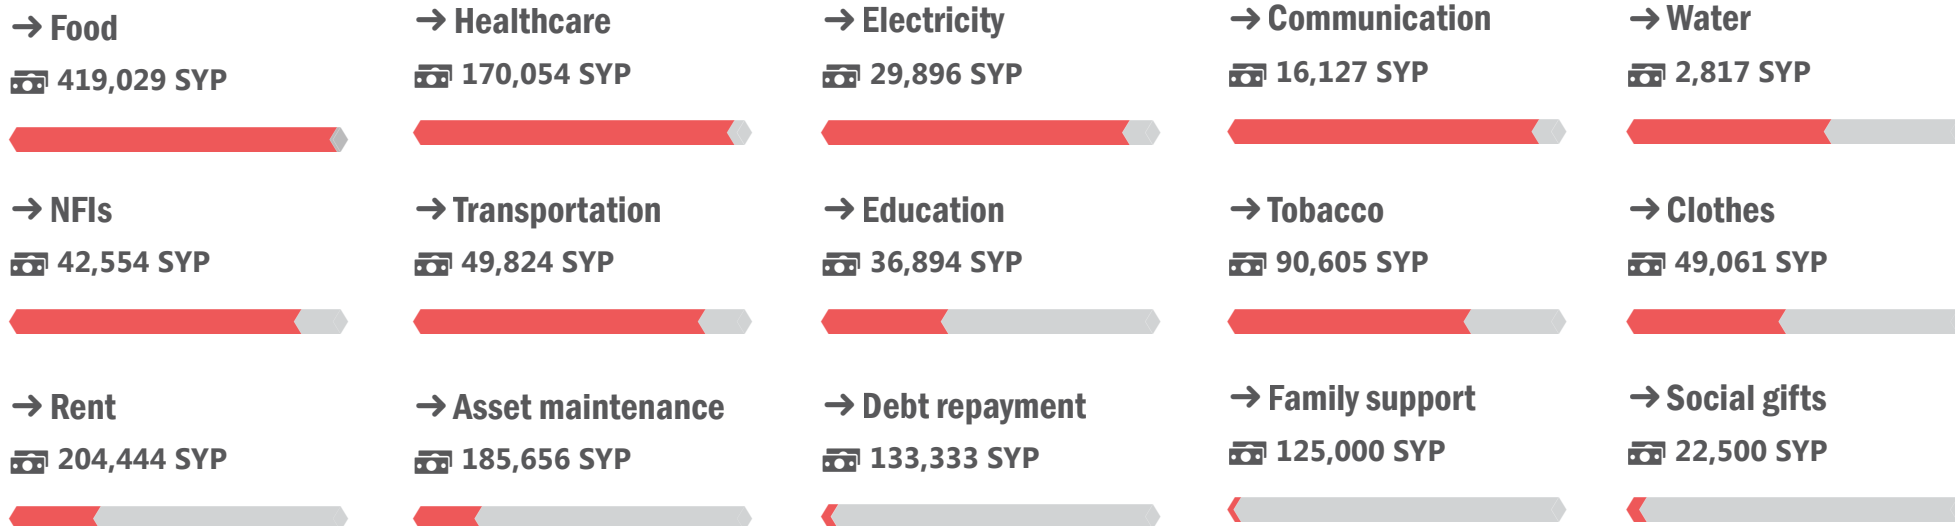 → Food
419,029 SYP
→ Healthcare
170,054 SYP
→ Electricity
29,896 SYP
→ Communication
16,127 SYP
→ Water
2,817 SYP
→ NFIs
42,554 SYP
→ Transportation
49,824 SYP
→ Education
36,894 SYP
→ Tobacco
90,605 SYP
→ Clothes
49,061 SYP
→ Rent
204,444 SYP
→ Asset maintenance
185,656 SYP
→ Debt repayment
133,333 SYP
→ Family support
125,000 SYP
→ Social gifts
22,500 SYP